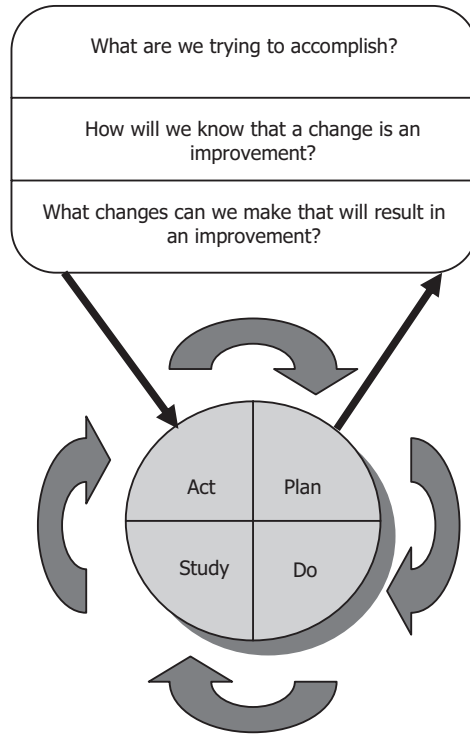 What are we trying to accomplish?
How will we know that a change is an
improvement?
What changes can we make that will result in
an improvement?
Act
Plan
Study
Do